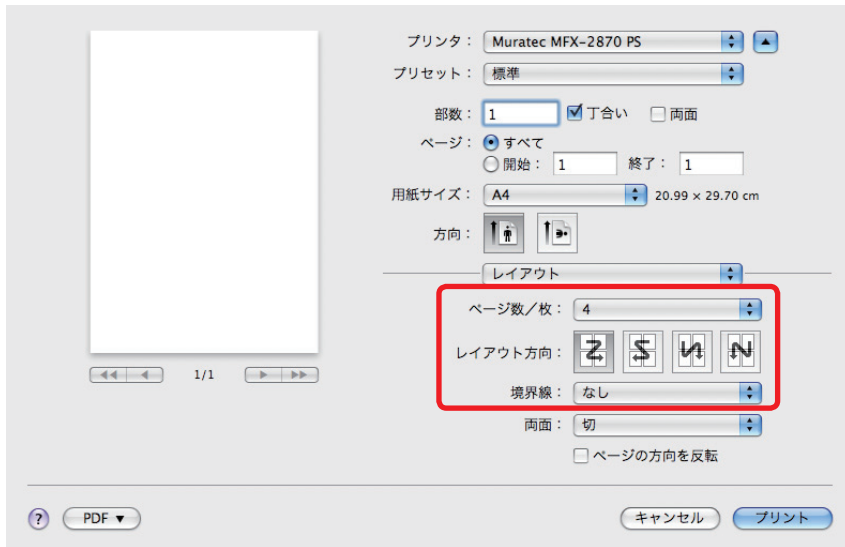 プリンタ： Muratec MFX-2870 PS
プリセット： 標準
部数： 1 丁合い 両面
ページ： すべて
開始： 1 終了： 1
用紙サイズ： A4 20.99 × 29.70 cm
方向：
レイアウト
ページ数／枚： 4
レイアウト方向：
境界線： なし
両面： 切
ページの方向を反転
1/1
? PDF ▼ キャンセル プリント